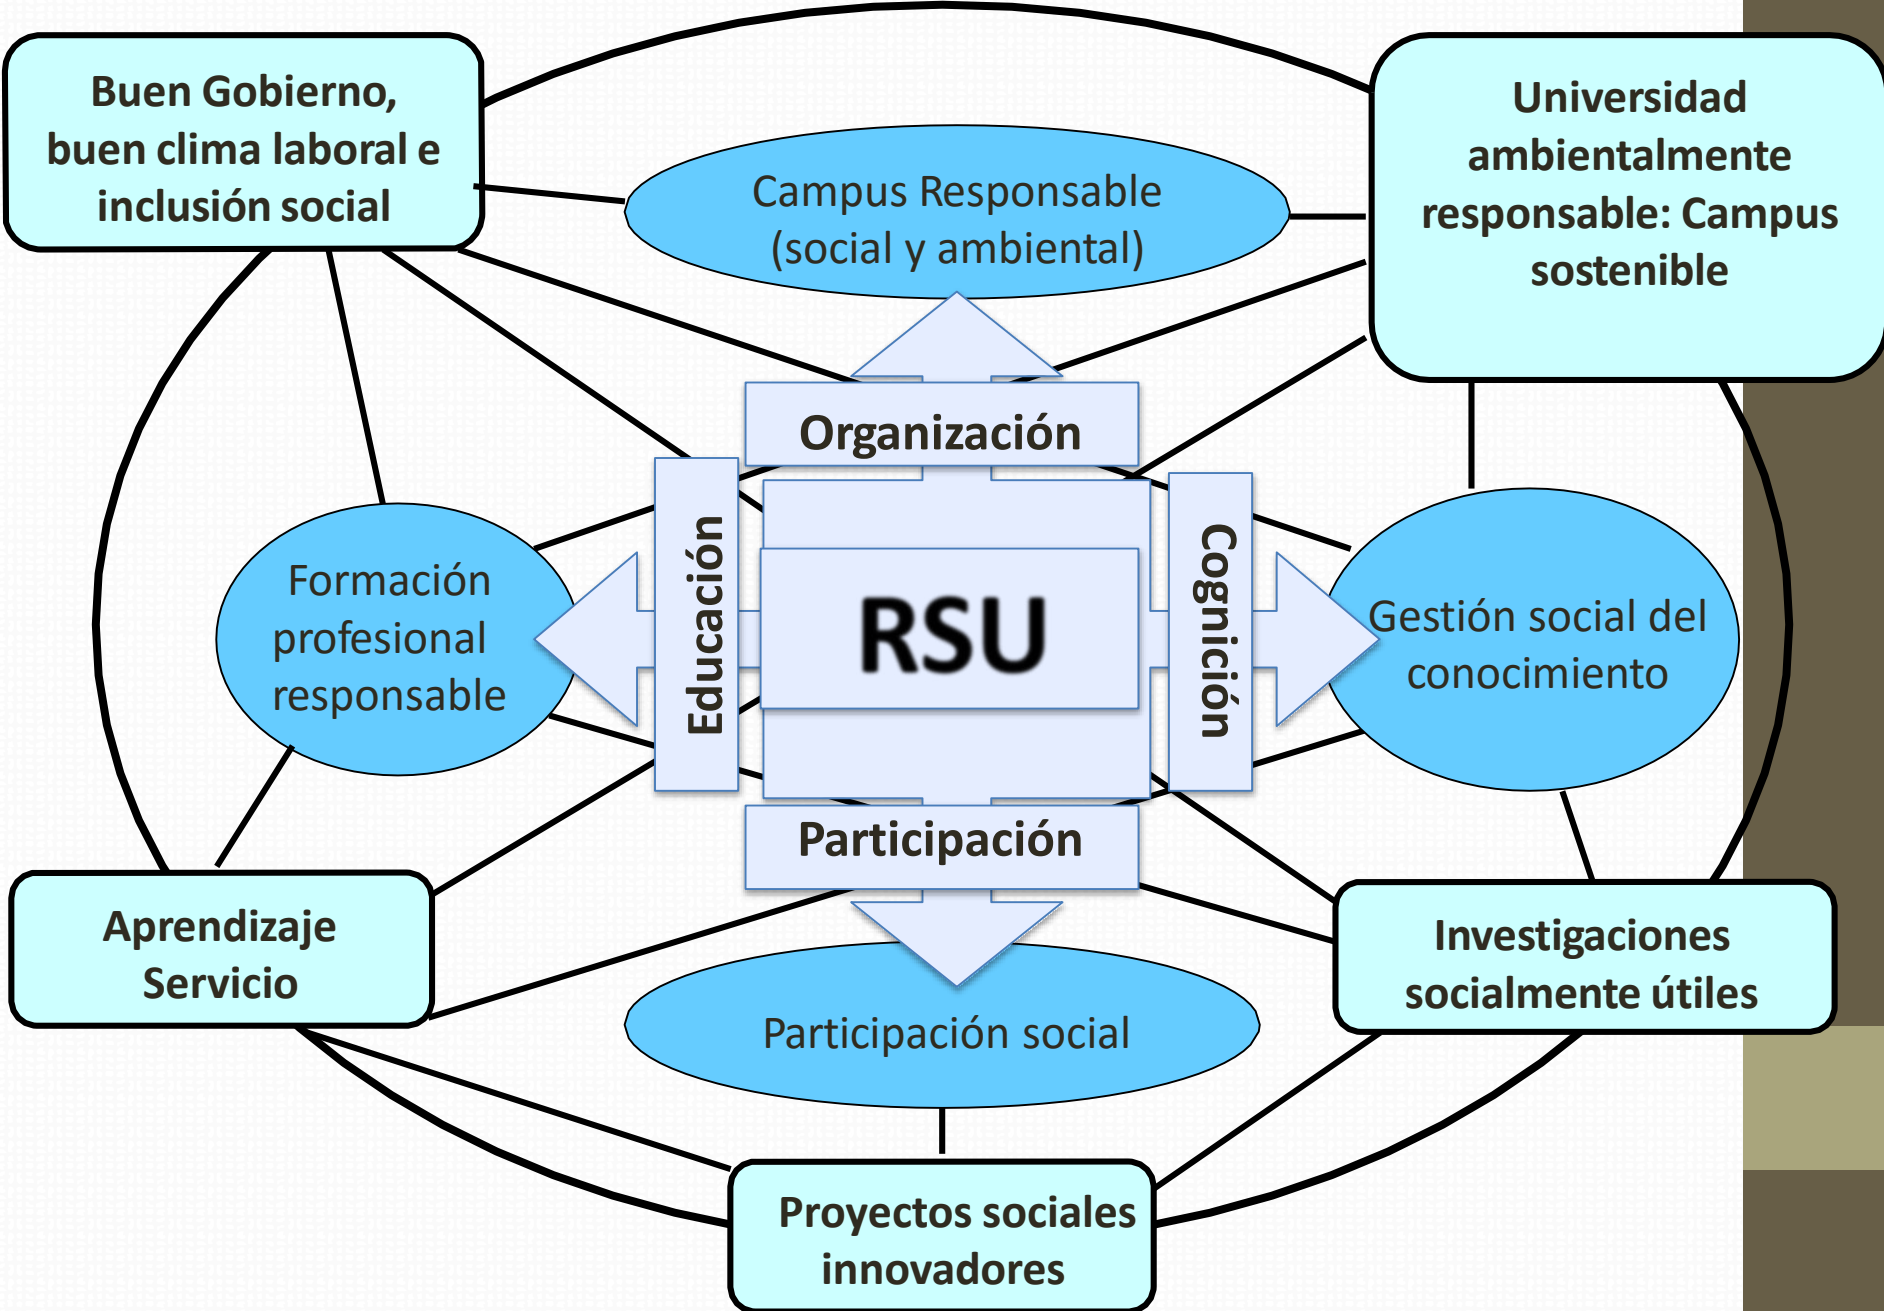 Buen Gobierno,
buen clima laboral e
inclusión social
Universidad
ambientalmente
responsable: Campus
sostenible
Campus Responsable
(social y ambiental)
Organización
Educación
Cognición
RSU
Formación
profesional
responsable
Gestión social del
conocimiento
Participación
Aprendizaje
Servicio
Investigaciones
socialmente útiles
Participación social
Proyectos sociales
innovadores